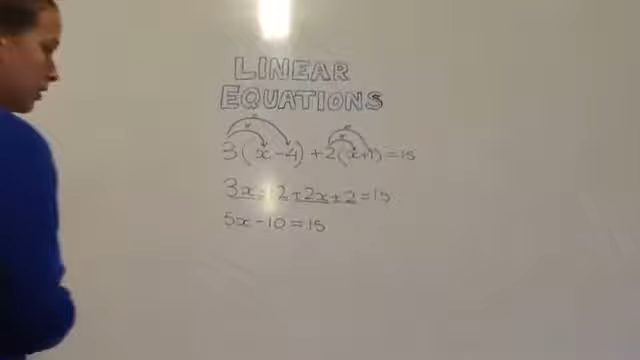 LINEAR
EQUATIONS
3(x-4)+2(x+1)=15
3x-12+2x+2=15
5x-10=15